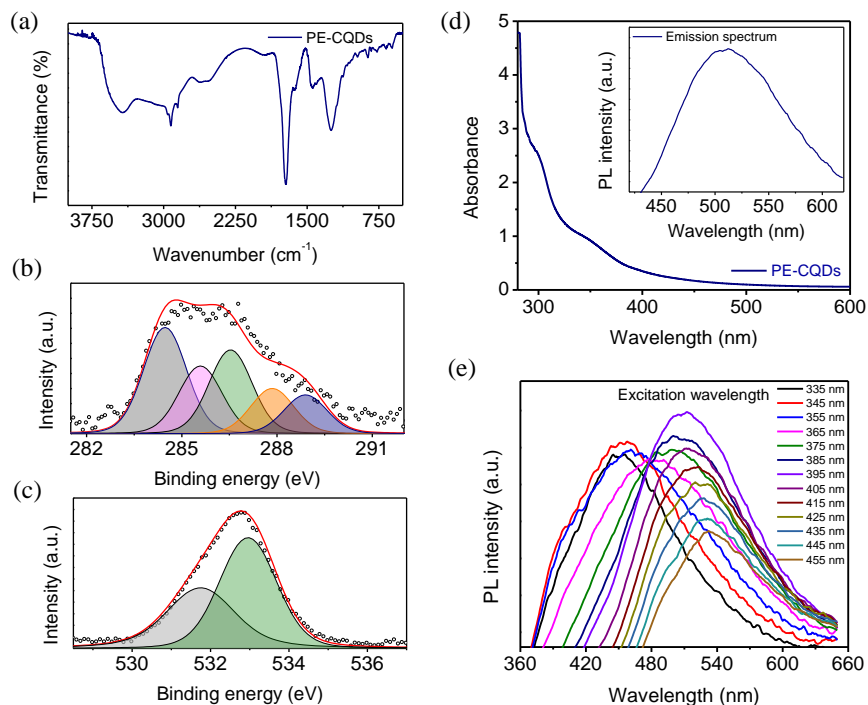 (a)
PE-CQDs
Transmittance (%)
3750 3000 2250 1500 750
Wavenumber (cm-1)
(b)
Intensity (a.u.)
282 285 288 291
Binding energy (eV)
(c)
Intensity (a.u.)
530 532 534 536
Binding energy (eV)
(d)
5
4
3
2
1
0
Absorbance
300 400 500 600
Wavelength (nm)
PE-CQDs
Emission spectrum
PL intensity (a.u.)
450 500 550 600
Wavelength (nm)
(e)
Excitation wavelength
335 nm
345 nm
355 nm
365 nm
375 nm
385 nm
395 nm
405 nm
415 nm
425 nm
435 nm
445 nm
455 nm
PL intensity (a.u.)
360 420 480 540 600 660
Wavelength (nm)